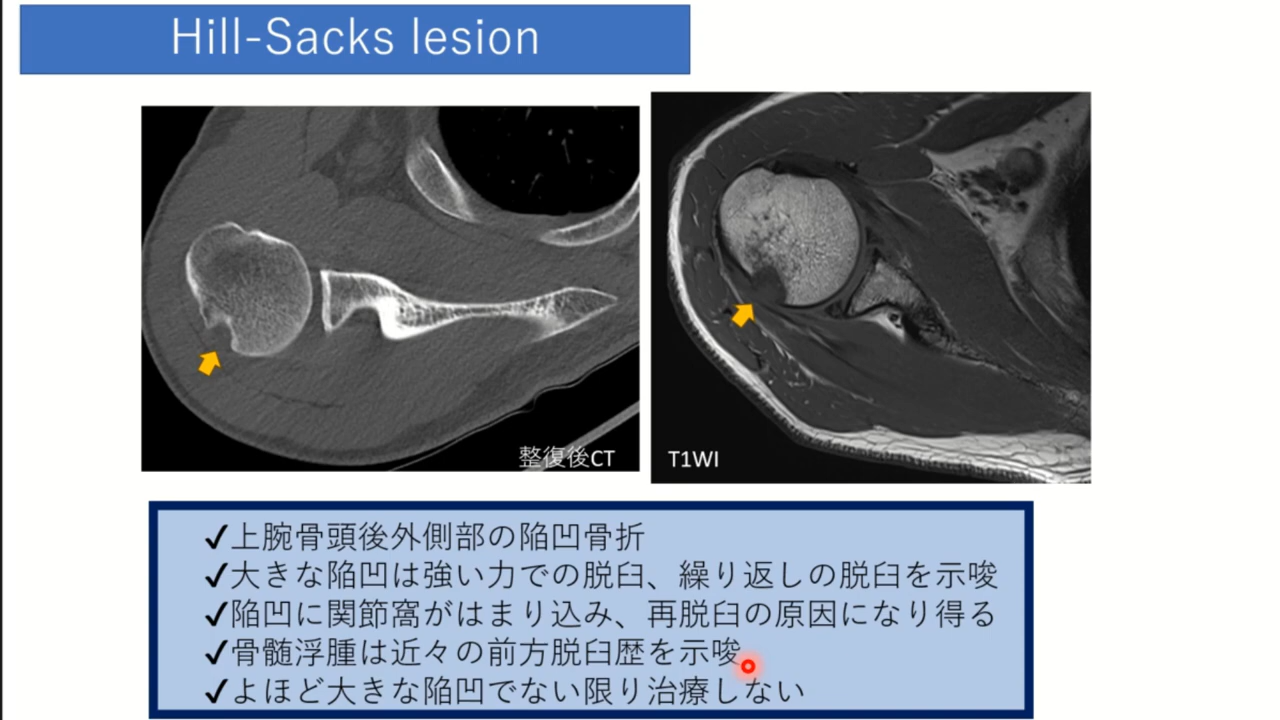 Hill-Sacks lesion
整復後CT
T1WI
✓上腕骨頭後外側部の陥凹骨折
✓大きな陥凹は強い力での脱臼、繰り返しの脱臼を示唆
✓陥凹に関節窩がはまり込み、再脱臼の原因になり得る
✓骨髄浮腫は近々の前方脱臼歴を示唆
✓よほど大きな陥凹でない限り治療しない